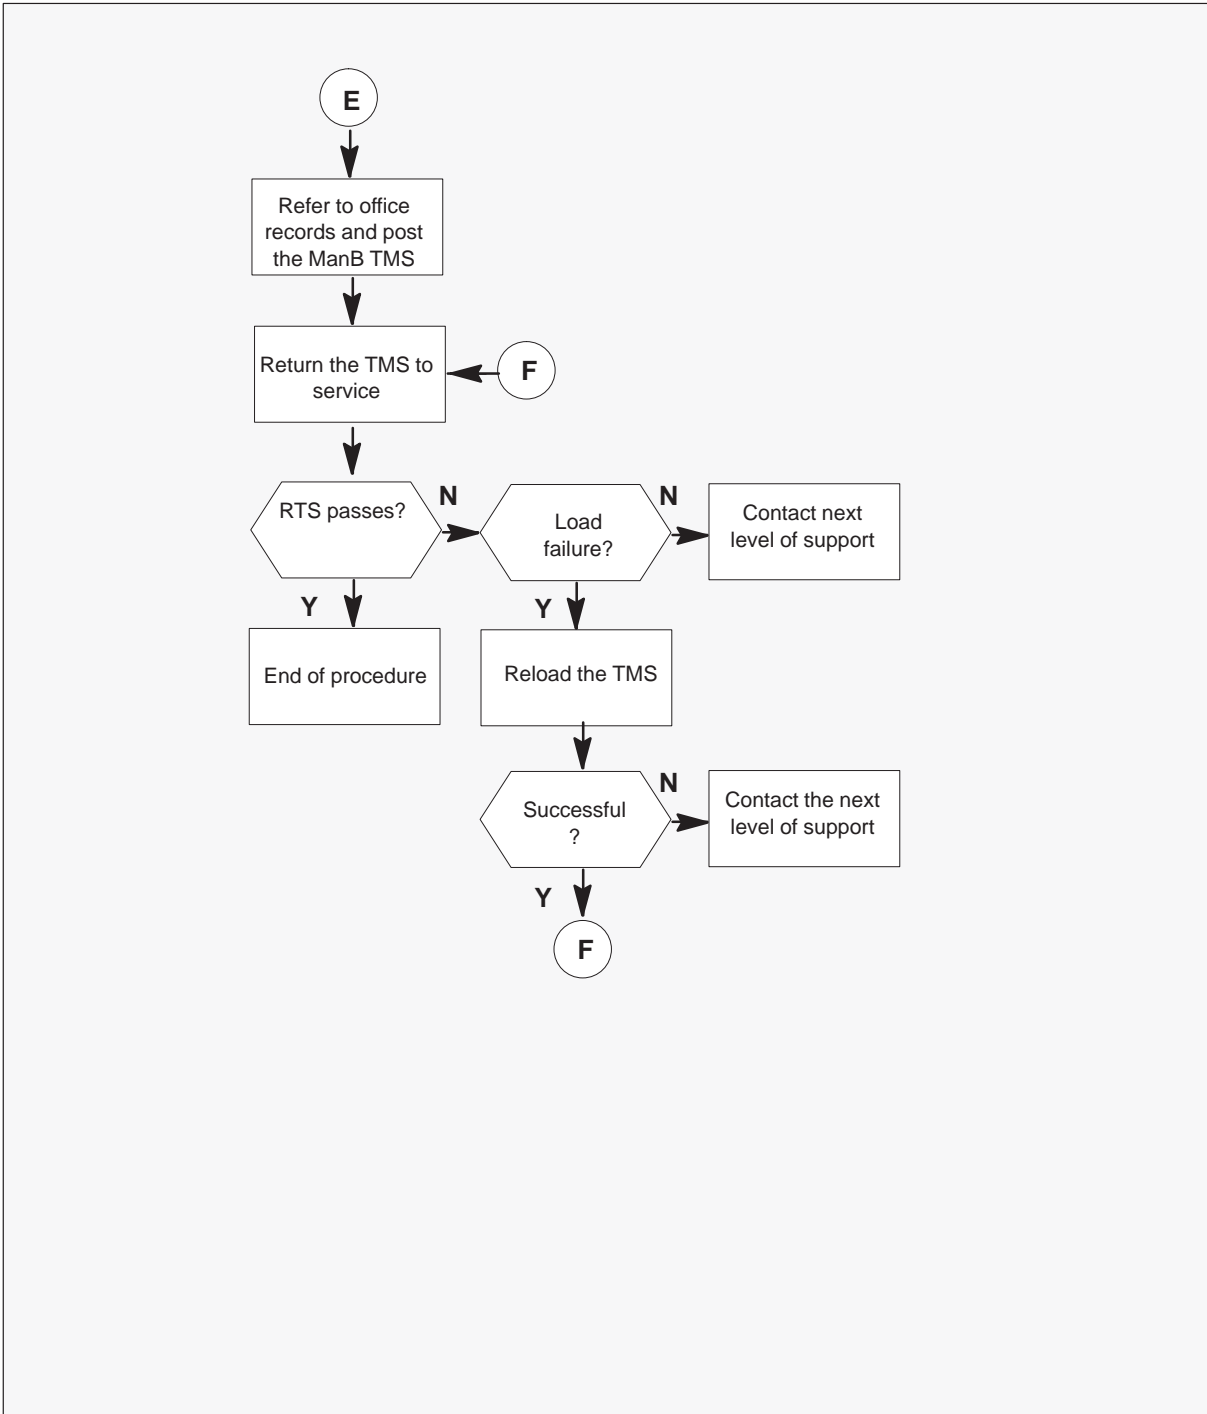 E
Refer to office
records and post
the ManB TMS
Return the TMS to
service
F
RTS passes?
N
Load
failure?
N
Contact next
level of support
Y
End of procedure
Y
Reload the TMS
Successful
?
N
Contact the next
level of support
Y
F